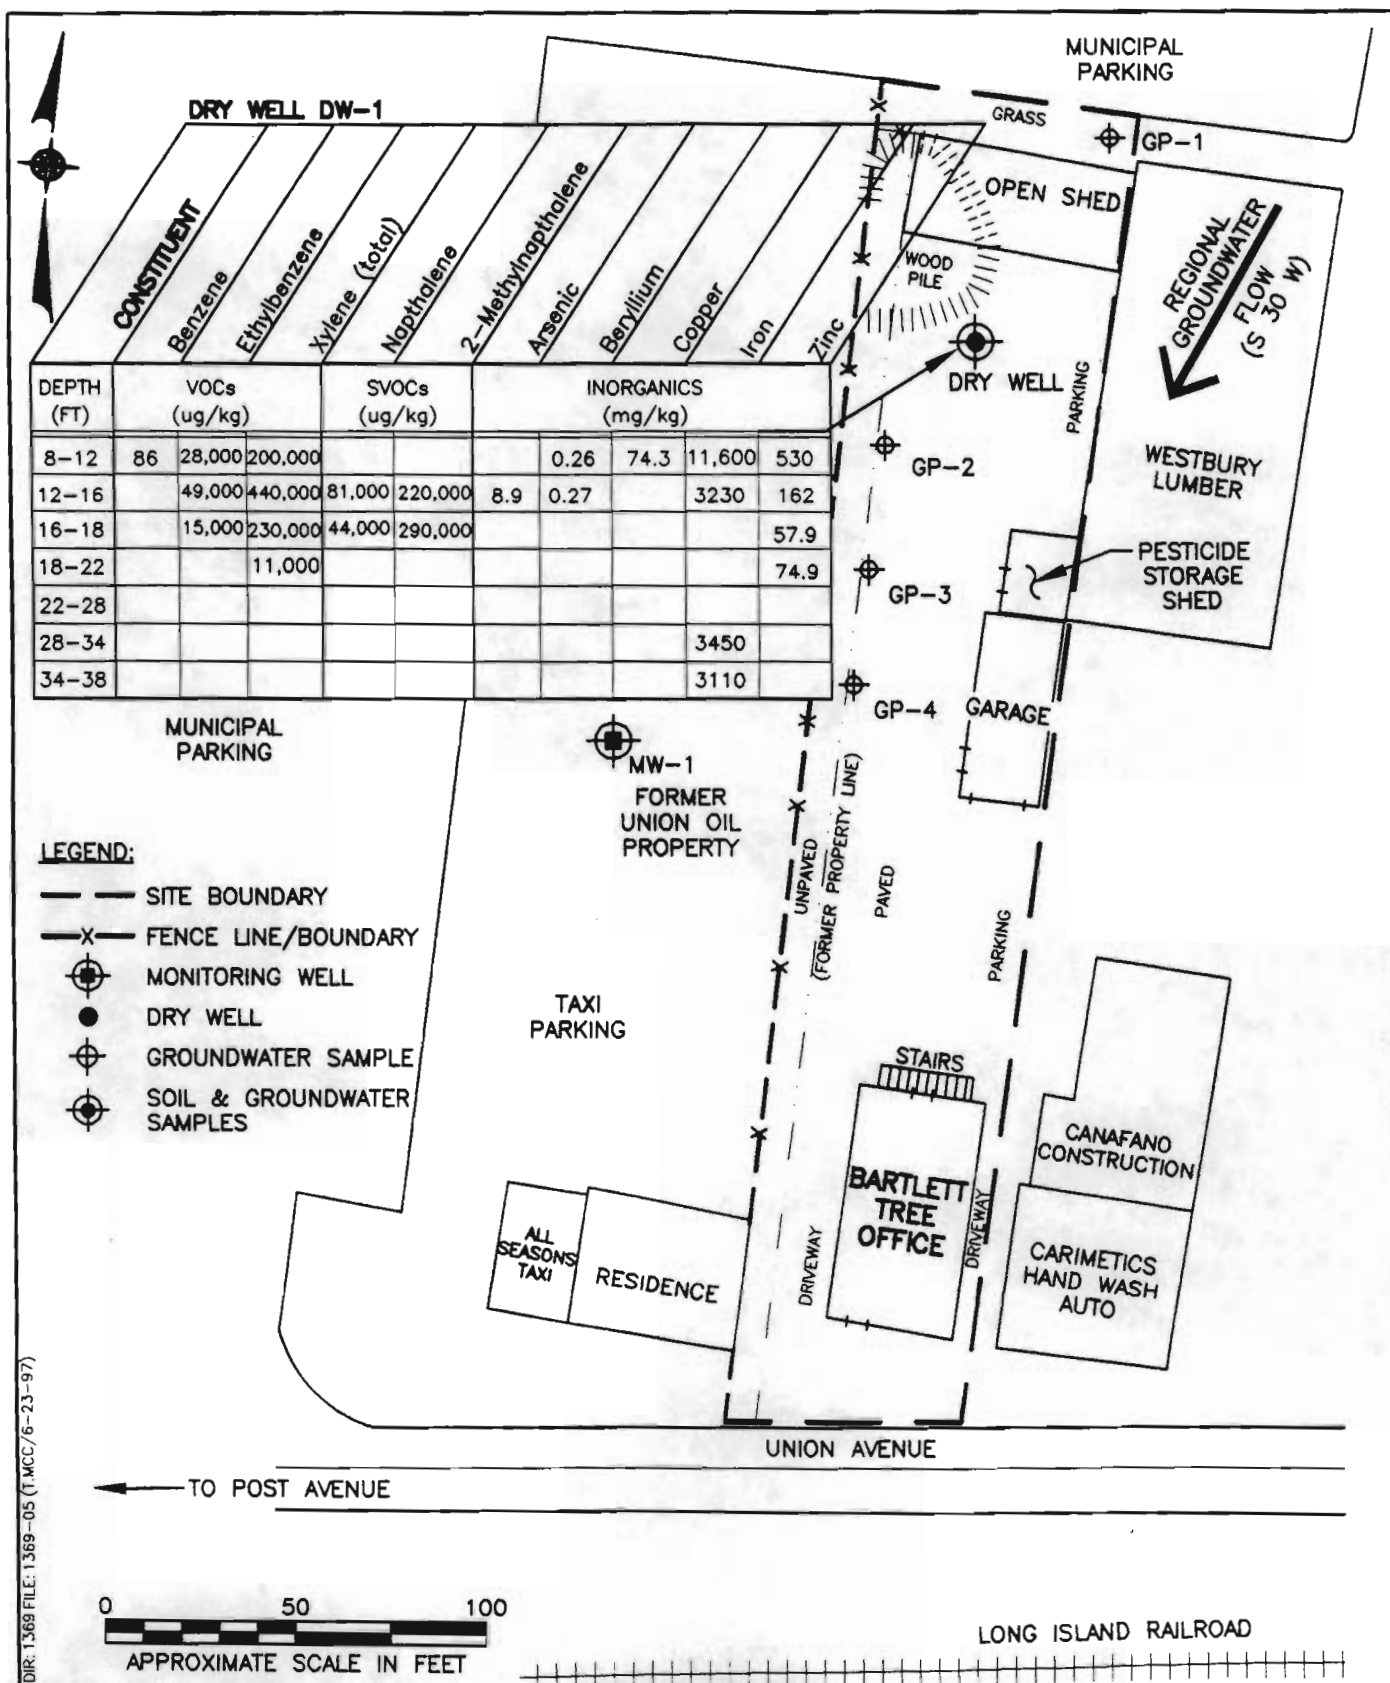 MUNICIPAL
PARKING
GRASS
GP-1
DRY WELL DW-1
CONSTITUENT
Benzene
Ethylbenzene
Xylene (total)
Napthalene
2-Methylnapthalene
Arsenic
Beryllium
Copper
Iron
Zinc
OPEN SHED
WOOD
PILE
REGIONAL
GROUNDWATER
FLOW
(S 30 W)
DRY WELL
PARKING
DEPTH
(FT)
VOCs
(ug/kg)
SVOCs
(ug/kg)
INORGANICS
(mg/kg)
8-12 86 28,000 200,000 0.26 74.3 11,600 530
12-16 49,000 440,000 81,000 220,000 8.9 0.27 3230 162
16-18 15,000 230,000 44,000 290,000 57.9
18-22 11,000 74.9
22-28
28-34 3450
34-38 3110
GP-2
WESTBURY
LUMBER
GP-3
PESTICIDE
STORAGE
SHED
GP-4
GARAGE
MUNICIPAL
PARKING
MW-1
FORMER
UNION OIL
PROPERTY
UNPAVED
(FORMER PROPERTY LINE)
PAVED
PARKING
LEGEND:
SITE BOUNDARY
X FENCE LINE/BOUNDARY
MONITORING WELL
DRY WELL
GROUNDWATER SAMPLE
SOIL & GROUNDWATER
SAMPLES
TAXI
PARKING
STAIRS
BARTLETT
TREE
OFFICE
DRIVEWAY
DRIVEWAY
CANAFANO
CONSTRUCTION
CARIMETICS
HAND WASH
AUTO
ALL
SEASONS
TAXI
RESIDENCE
UNION AVENUE
TO POST AVENUE
0 50 100
APPROXIMATE SCALE IN FEET
LONG ISLAND RAILROAD
DIR: 1369 FILE: 1369-05 (T.MCC/6-23-97)